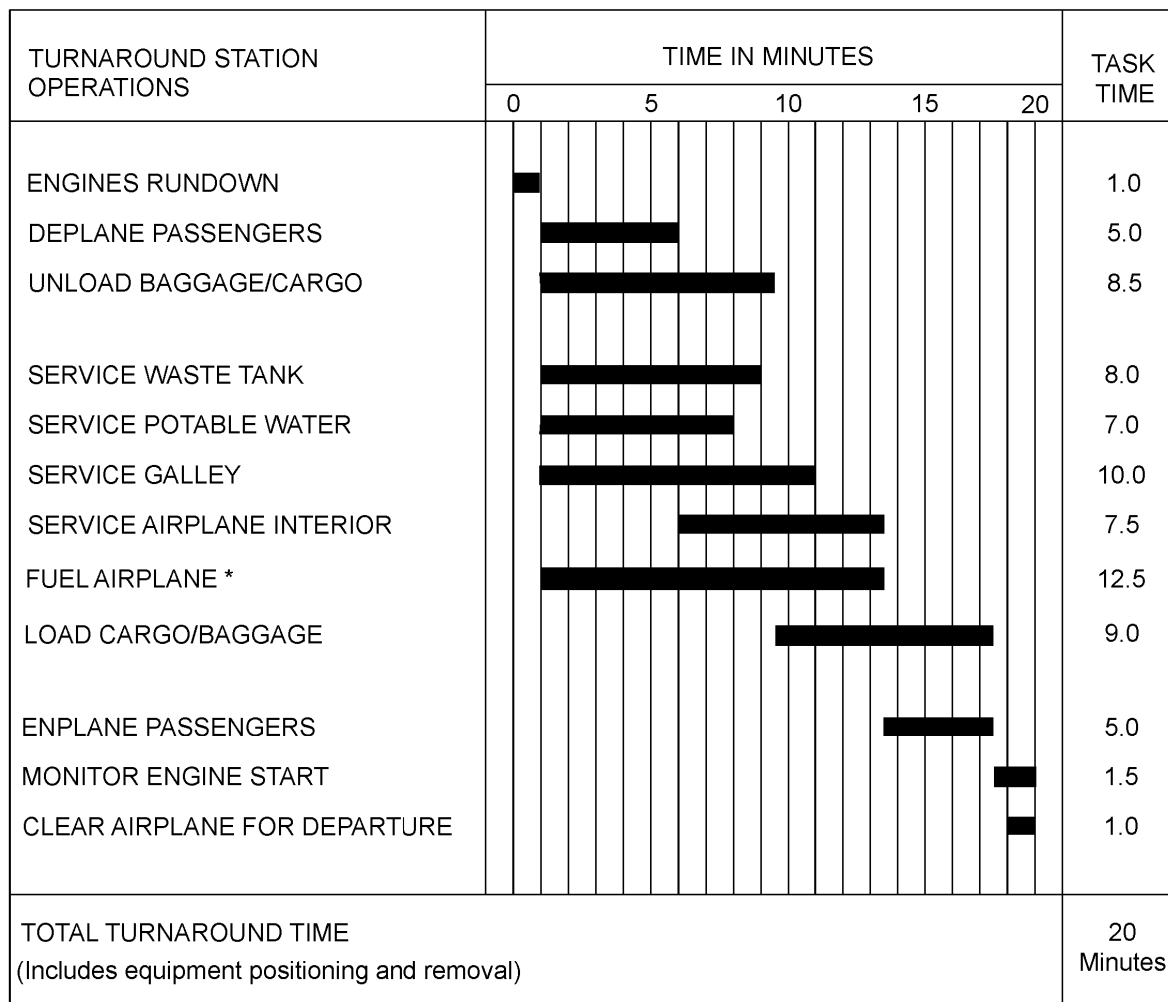 TURNAROUND STATION
OPERATIONS
TIME IN MINUTES
TASK
TIME
0 5 10 15 20
ENGINES RUNDOWN 1.0
DEPLANE PASSENGERS 5.0
UNLOAD BAGGAGE/CARGO 8.5
SERVICE WASTE TANK 8.0
SERVICE POTABLE WATER 7.0
SERVICE GALLEY 10.0
SERVICE AIRPLANE INTERIOR 7.5
FUEL AIRPLANE * 12.5
LOAD CARGO/BAGGAGE 9.0
ENPLANE PASSENGERS 5.0
MONITOR ENGINE START 1.5
CLEAR AIRPLANE FOR DEPARTURE 1.0
TOTAL TURNAROUND TIME
(Includes equipment positioning and removal)
20
Minutes